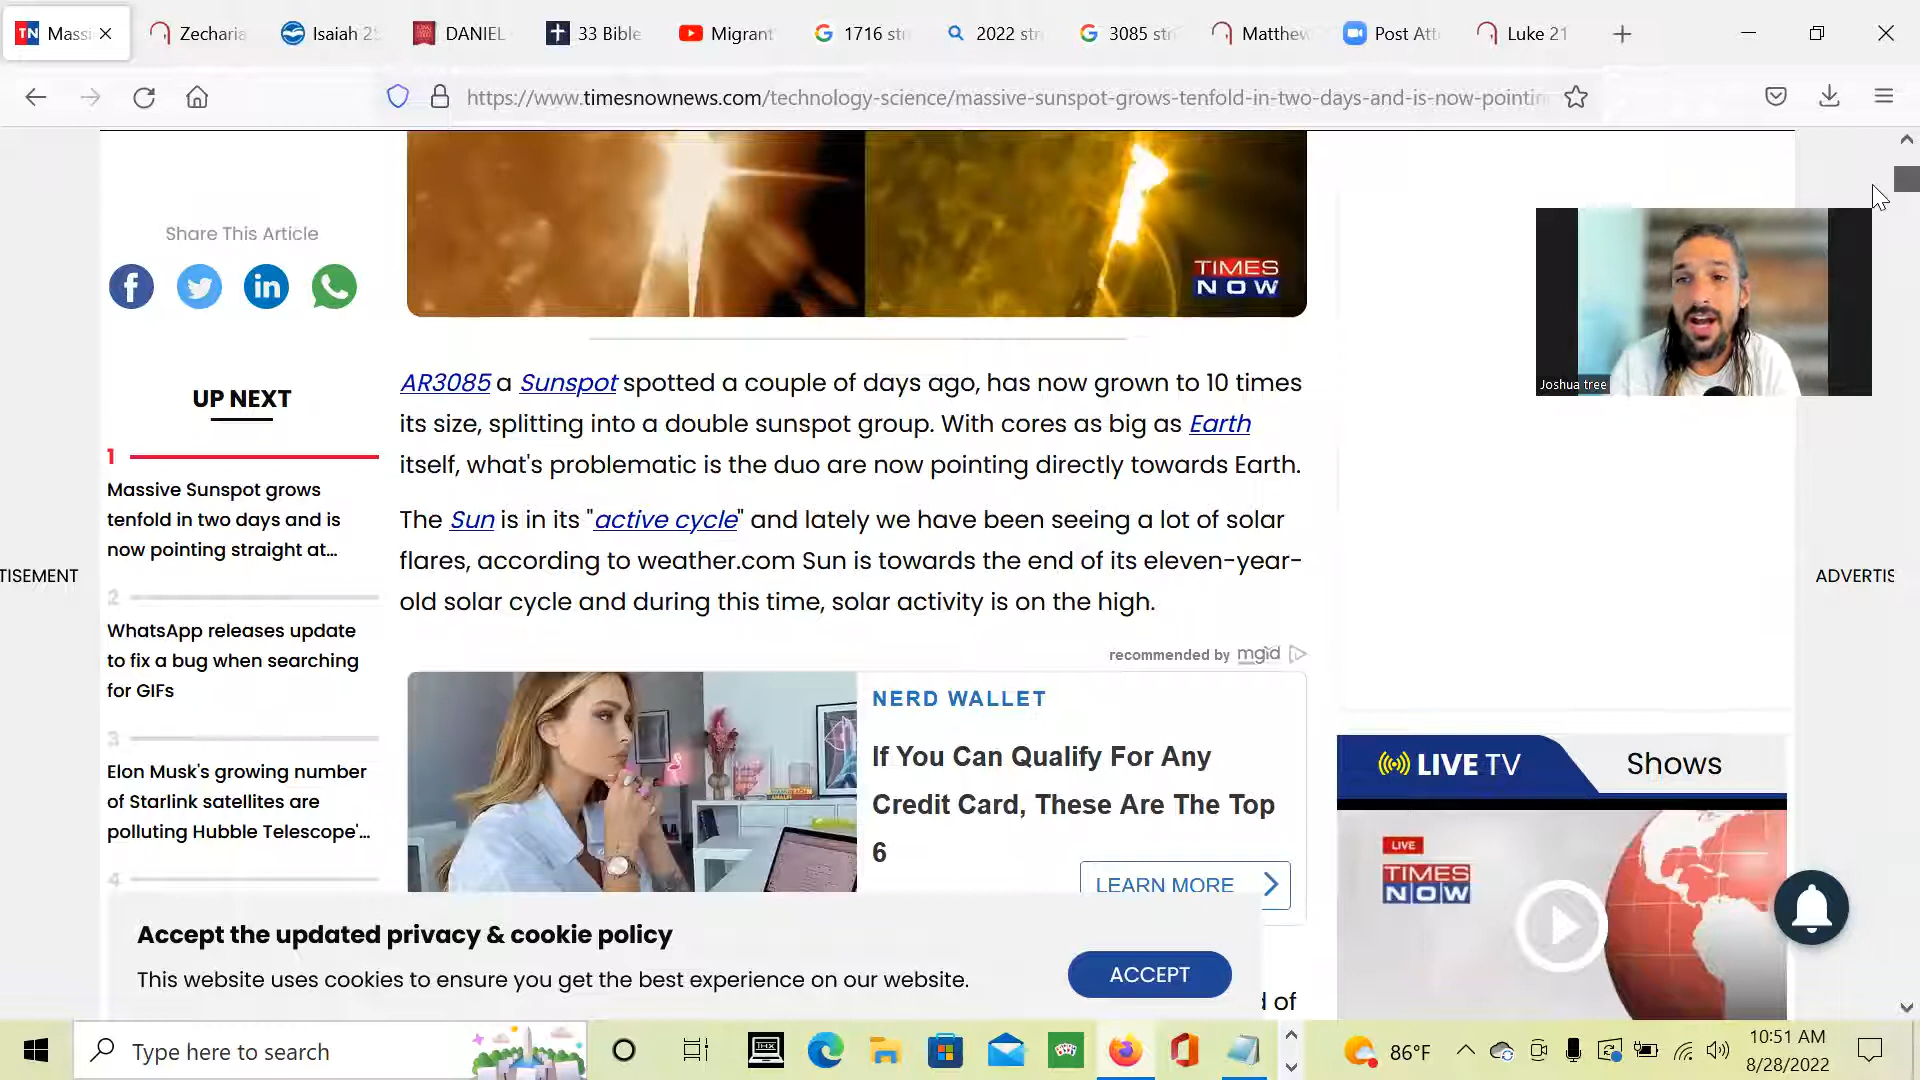 TN Massi
Zecharia
Isaiah 2
DANIEL
33 Bible
Migrant
1716 st
2022 str
3085 str
Matthew
Post Att
Luke 21
https://www.timesnownews.com/technology-science/massive-sunspot-grows-tenfold-in-two-days-and-is-now-pointin
TIMES
NOW
Share This Article
Joshua tree
AR3085 a Sunspot spotted a couple of days ago, has now grown to 10 times
its size, splitting into a double sunspot group. With cores as big as Earth
itself, what's problematic is the duo are now pointing directly towards Earth.
The Sun is in its "active cycle" and lately we have been seeing a lot of solar
flares, according to weather.com Sun is towards the end of its eleven-year-
old solar cycle and during this time, solar activity is on the high.
UP NEXT
1
Massive Sunspot grows
tenfold in two days and is
now pointing straight at...
2
WhatsApp releases update
to fix a bug when searching
for GIFs
3
Elon Musk's growing number
of Starlink satellites are
polluting Hubble Telescope'...
4
TISEMENT
ADVERTIS
recommended by mgid
NERD WALLET
If You Can Qualify For Any
Credit Card, These Are The Top
6
LEARN MORE
LIVE TV
Shows
LIVE
TIMES
NOW
Accept the updated privacy & cookie policy
This website uses cookies to ensure you get the best experience on our website.
ACCEPT
of
Type here to search
THX
86°F
10:51 AM
8/28/2022